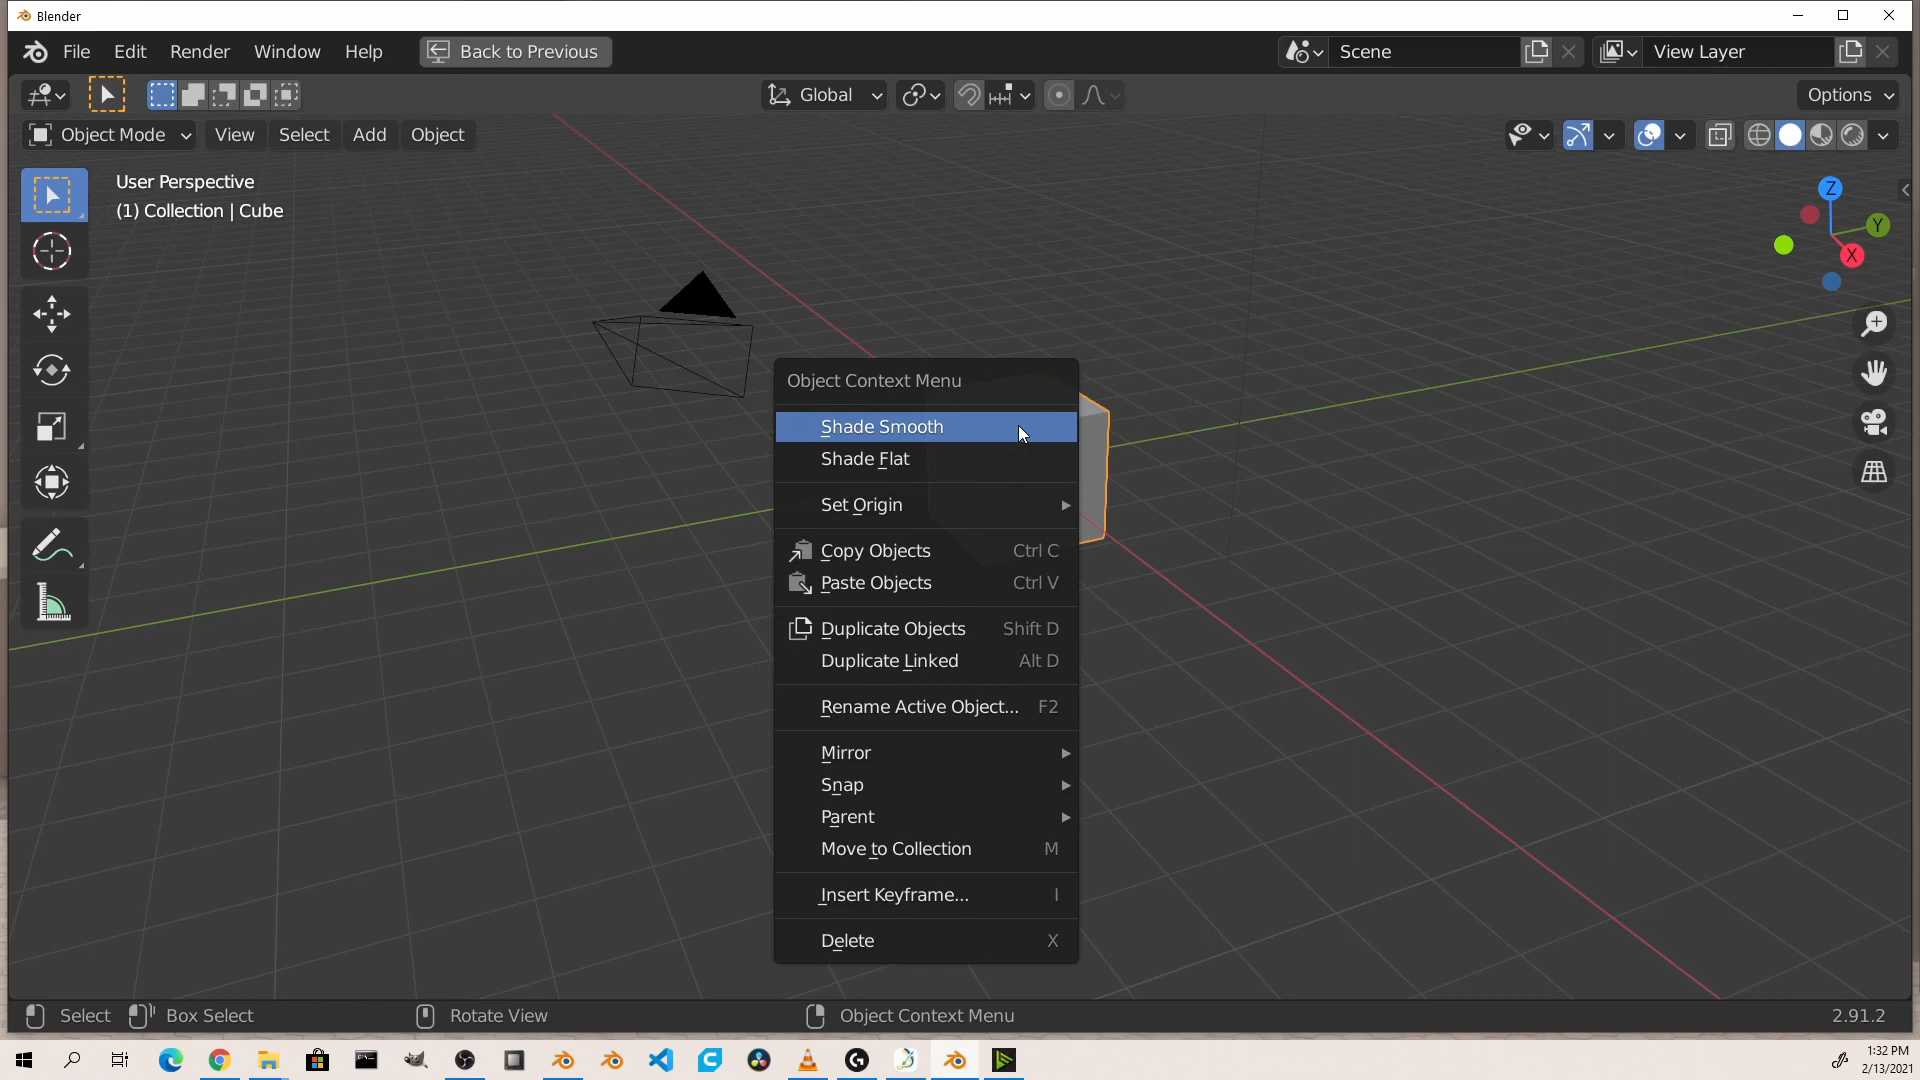 Blender
File Edit Render Window Help Back to Previous Scene View Layer
Global Options
Object Mode View Select Add Object
User Perspective
(1) Collection | Cube
Z
Y
X
Object Context Menu
Shade Smooth
Shade Flat
Set Origin
Copy Objects Ctrl C
Paste Objects Ctrl V
Duplicate Objects Shift D
Duplicate Linked Alt D
Rename Active Object... F2
Mirror
Snap
Parent
Move to Collection M
Insert Keyframe... I
Delete X
Select Box Select Rotate View Object Context Menu 2.91.2
1:32 PM
2/13/2021